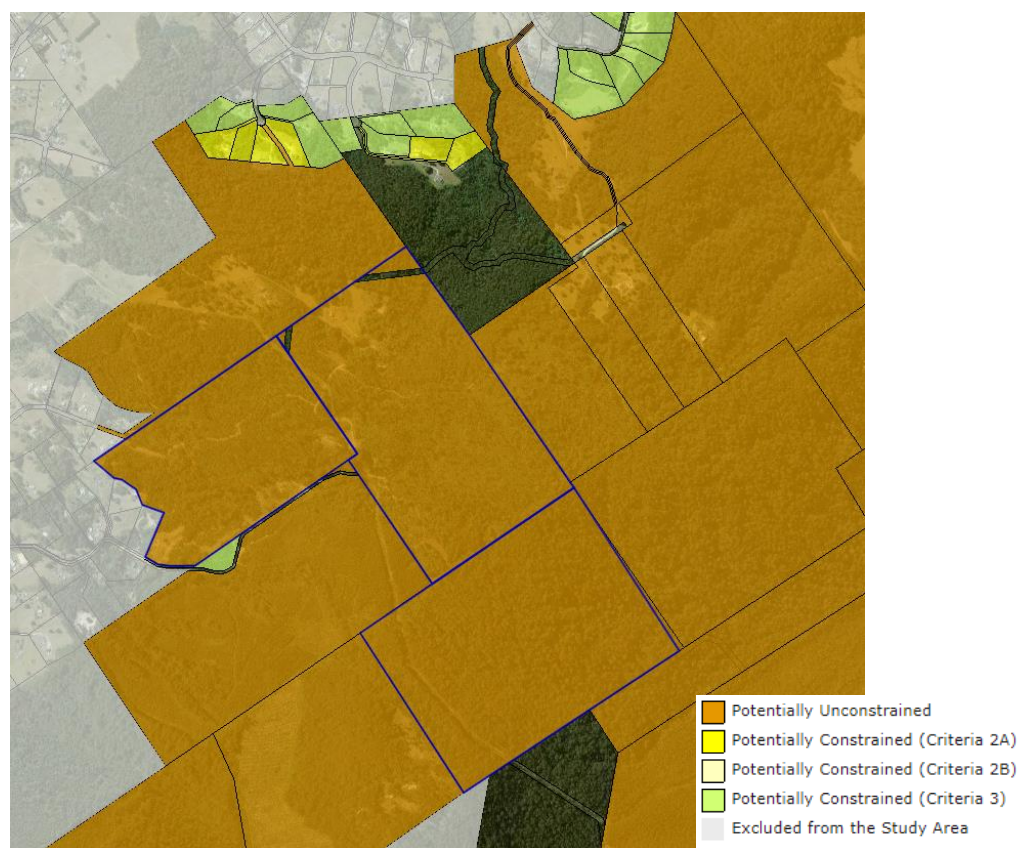 Potentially Unconstrained
Potentially Constrained (Criteria 2A)
Potentially Constrained (Criteria 2B)
Potentially Constrained (Criteria 3)
Excluded from the Study Area